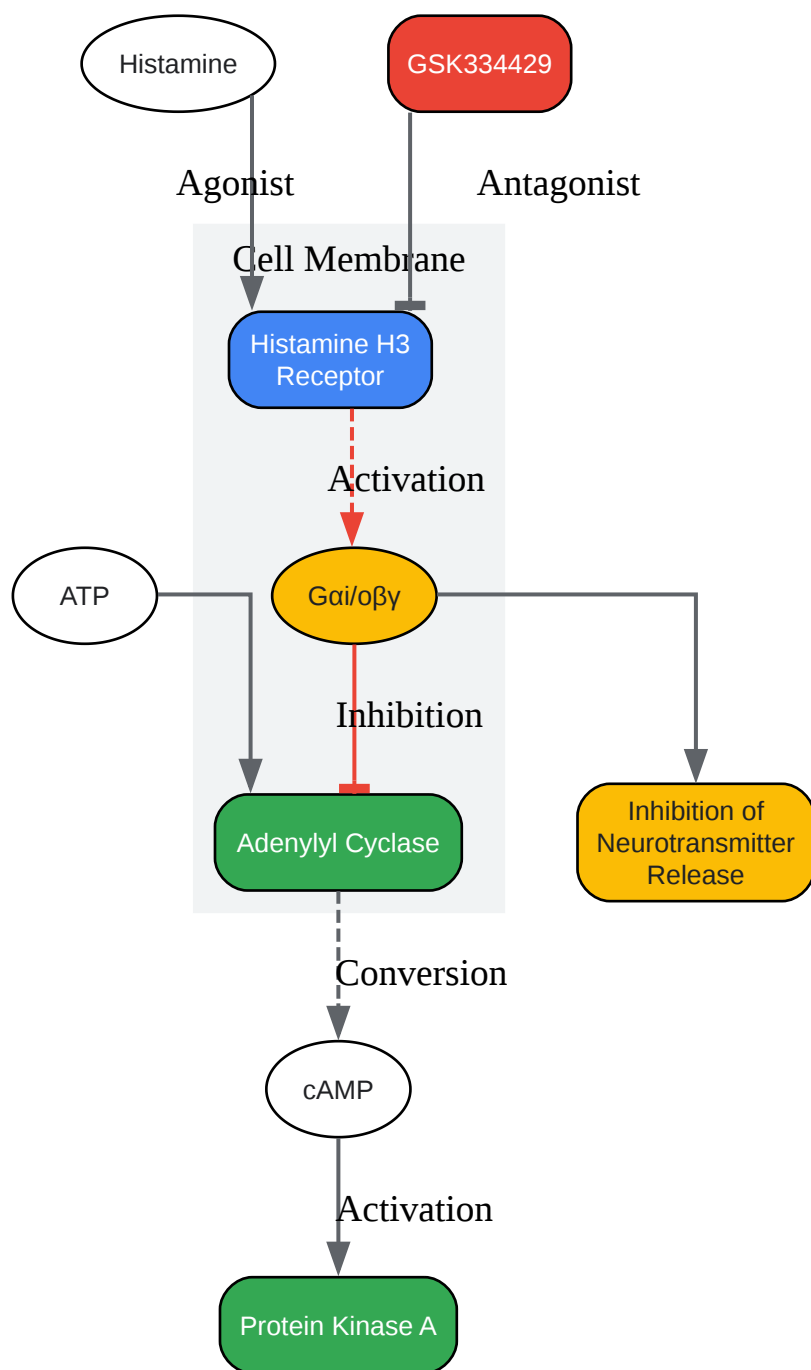 Histamine
GSK334429
Agonist
Antagonist
Cell Membrane
Histamine H3
Receptor
Activation
ATP
Gαi/οβγ
Inhibition
Adenylyl Cyclase
Inhibition of
Neurotransmitter
Release
Conversion
cAMP
Activation
Protein Kinase A